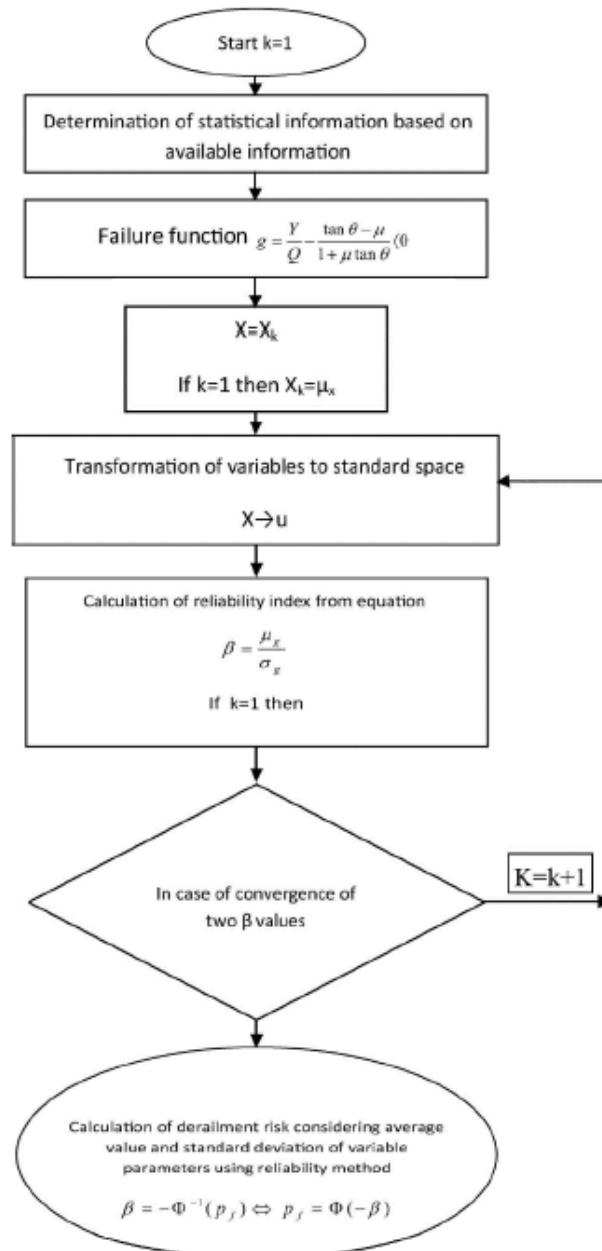 Start k=1
Determination of statistical information based on
available information
Failure function g = Y/Q − (tan θ − μ)/(1 + μ tan θ) ⟨0
X=Xₖ
If k=1 then Xₖ=μₓ
Transformation of variables to standard space
X→u
Calculation of reliability index from equation
β = μ_g/σ_g
If k=1 then
In case of convergence of
two β values
K=k+1
Calculation of derailment risk considering average
value and standard deviation of variable
parameters using reliability method
β = −Φ⁻¹(p_f) ⇔ p_f = Φ(−β)